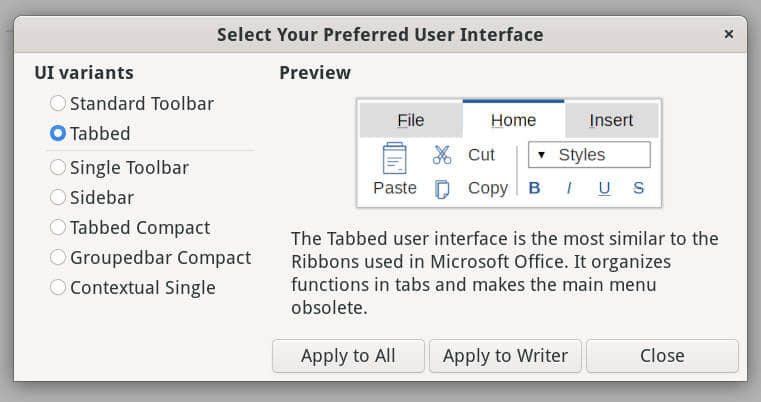 Select Your Preferred User Interface
×
UI variants
Standard Toolbar
Tabbed
Single Toolbar
Sidebar
Tabbed Compact
Groupedbar Compact
Contextual Single
Preview
File Home Insert
Cut
▼ Styles
Paste
Copy
B I U S
The Tabbed user interface is the most similar to the
Ribbons used in Microsoft Office. It organizes
functions in tabs and makes the main menu
obsolete.
Apply to All Apply to Writer Close